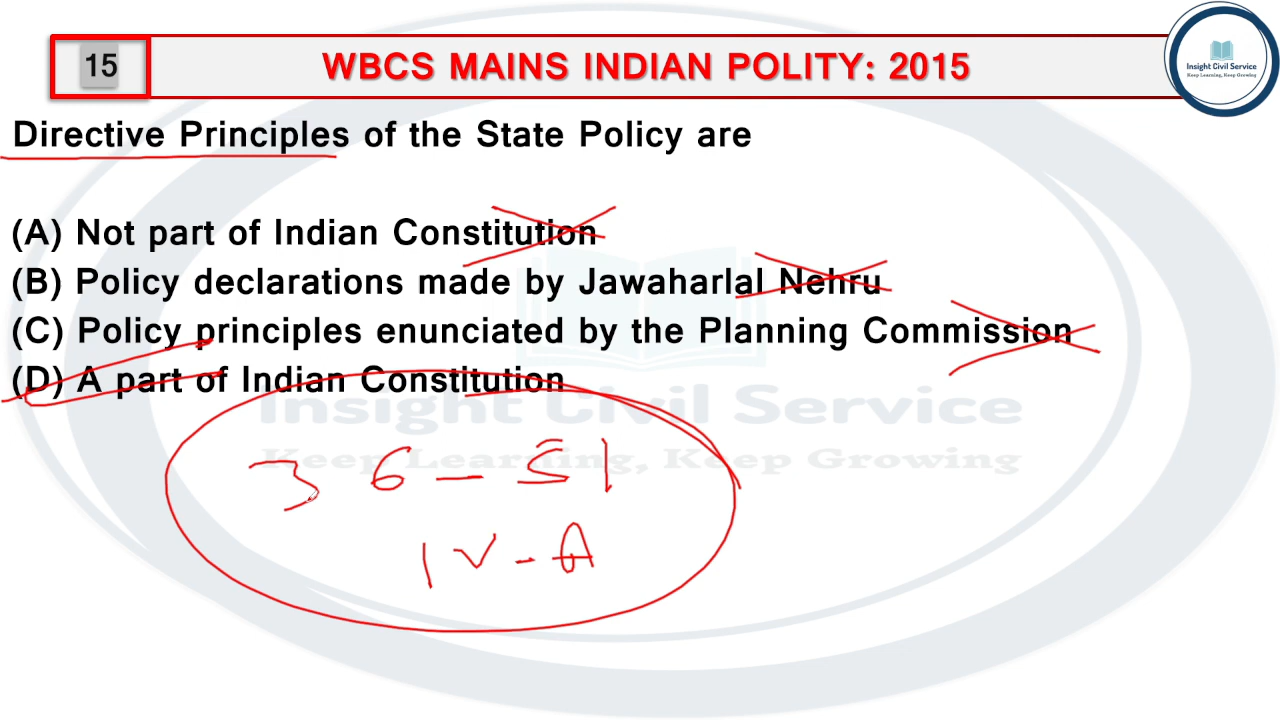 15
WBCS MAINS INDIAN POLITY: 2015
Insight Civil Service
Keep Learning, Keep Growing
Directive Principles of the State Policy are
(A) Not part of Indian Constitution
(B) Policy declarations made by Jawaharlal Nehru
(C) Policy principles enunciated by the Planning Commission
(D) A part of Indian Constitution
Insight Civil Service
Keep Learning, Keep Growing
36-51
IV-A